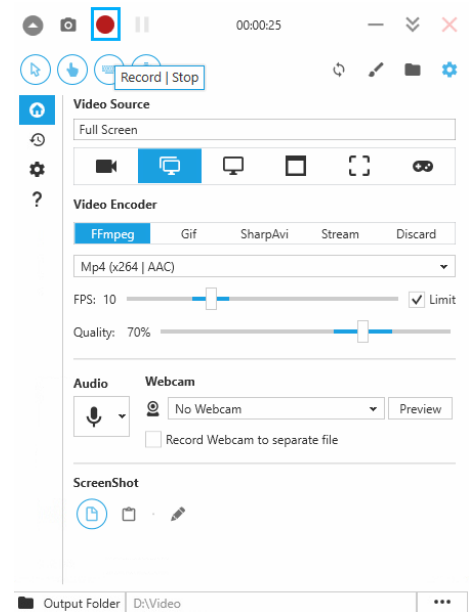 00:00:25
Record | Stop
Video Source
Full Screen
Video Encoder
FFmpeg Gif SharpAvi Stream Discard
Mp4 (x264 | AAC)
FPS: 10 Limit
Quality: 70%
Audio Webcam
No Webcam Preview
Record Webcam to separate file
ScreenShot
Output Folder D:\Video ...